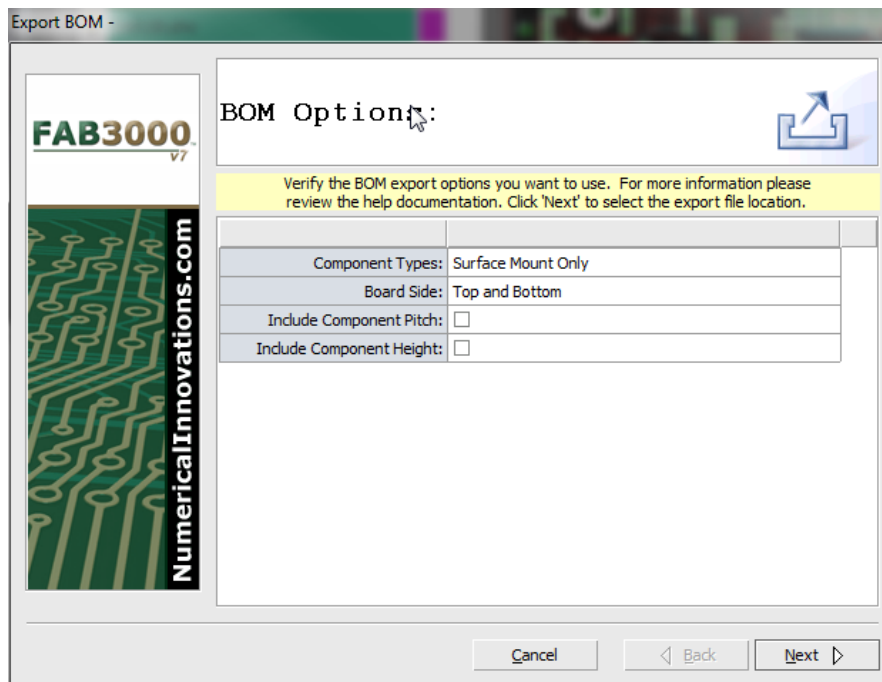 Export BOM -
BOM Options:
FAB3000
v7
NumericalInnovations.com
Verify the BOM export options you want to use. For more information please
review the help documentation. Click 'Next' to select the export file location.
Component Types: Surface Mount Only
Board Side: Top and Bottom
Include Component Pitch:
Include Component Height:
Cancel
Back
Next